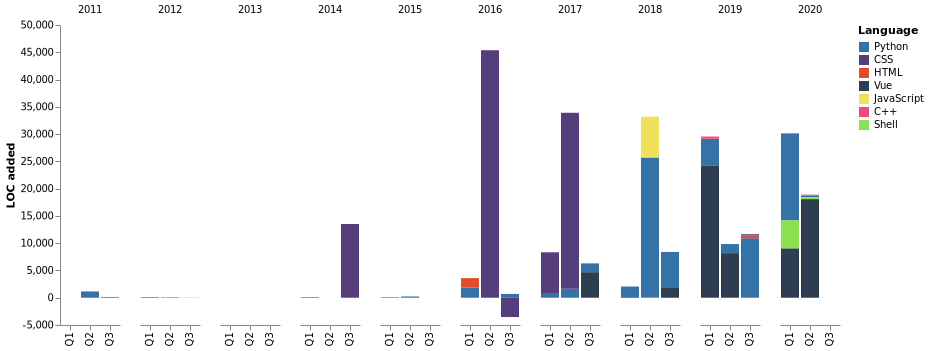 2011 2012 2013 2014 2015 2016 2017 2018 2019 2020
Language
Python
CSS
HTML
Vue
JavaScript
C++
Shell
LOC added
50,000
45,000
40,000
35,000
30,000
25,000
20,000
15,000
10,000
5,000
0
-5,000
Q1 Q2 Q3 Q1 Q2 Q3 Q1 Q2 Q3 Q1 Q2 Q3 Q1 Q2 Q3 Q1 Q2 Q3 Q1 Q2 Q3 Q1 Q2 Q3 Q1 Q2 Q3 Q1 Q2 Q3